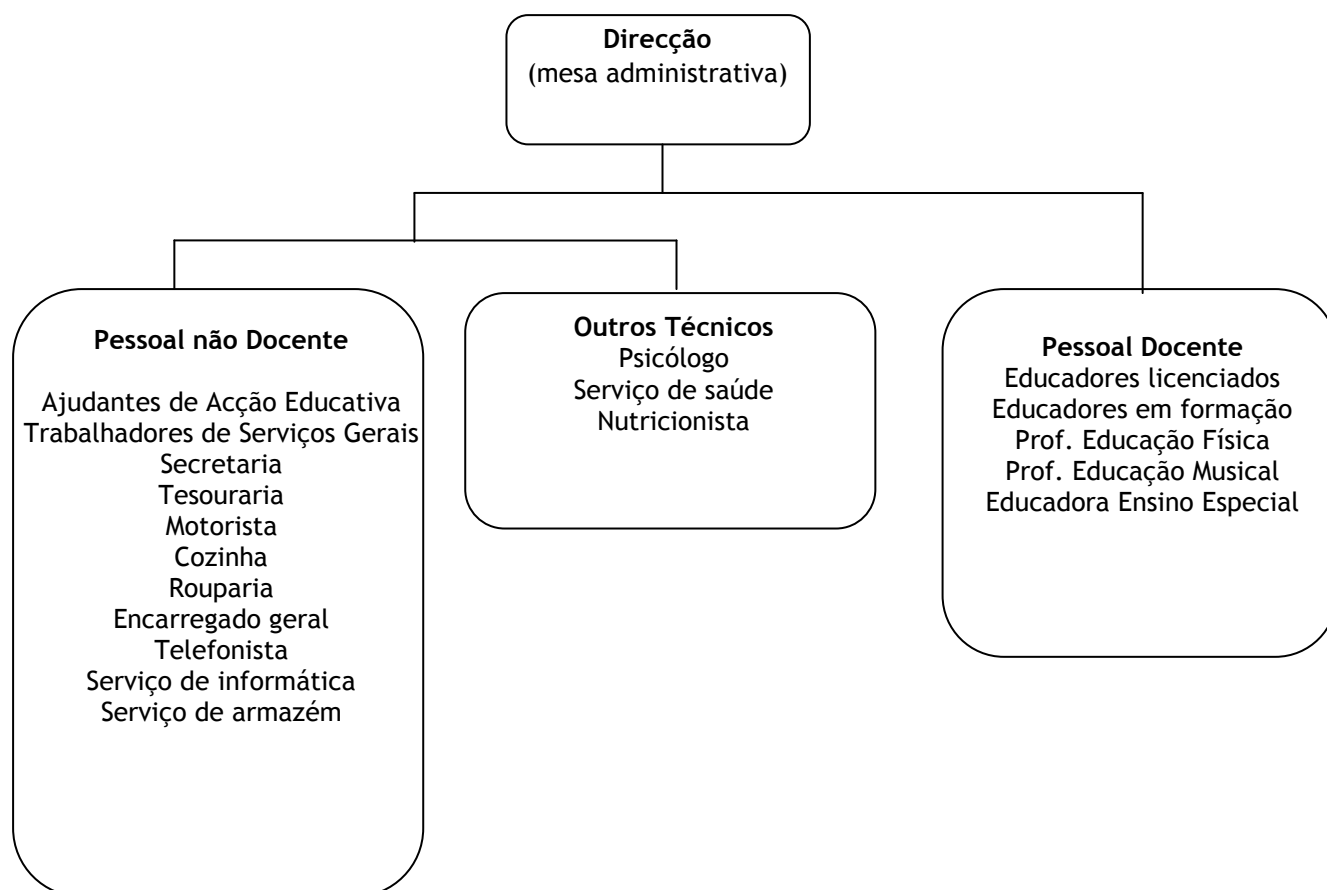 Direcção
(mesa administrativa)
Pessoal não Docente
Ajudantes de Acção Educativa
Trabalhadores de Serviços Gerais
Secretaria
Tesouraria
Motorista
Cozinha
Rouparia
Encarregado geral
Telefonista
Serviço de informática
Serviço de armazém
Outros Técnicos
Psicólogo
Serviço de saúde
Nutricionista
Pessoal Docente
Educadores licenciados
Educadores em formação
Prof. Educação Física
Prof. Educação Musical
Educadora Ensino Especial